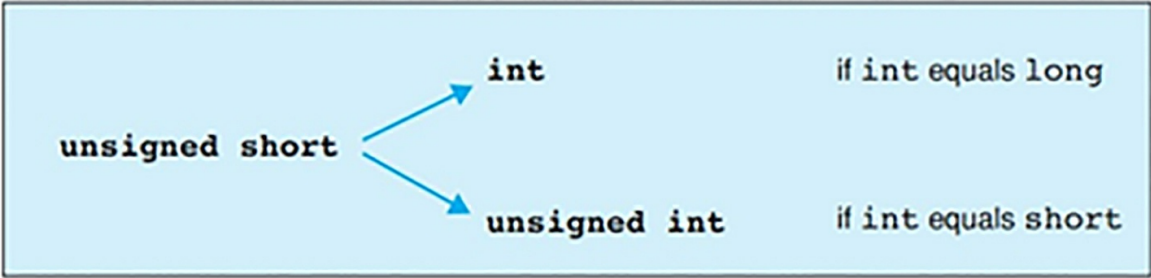 int if int equals long
unsigned short
unsigned int if int equals short